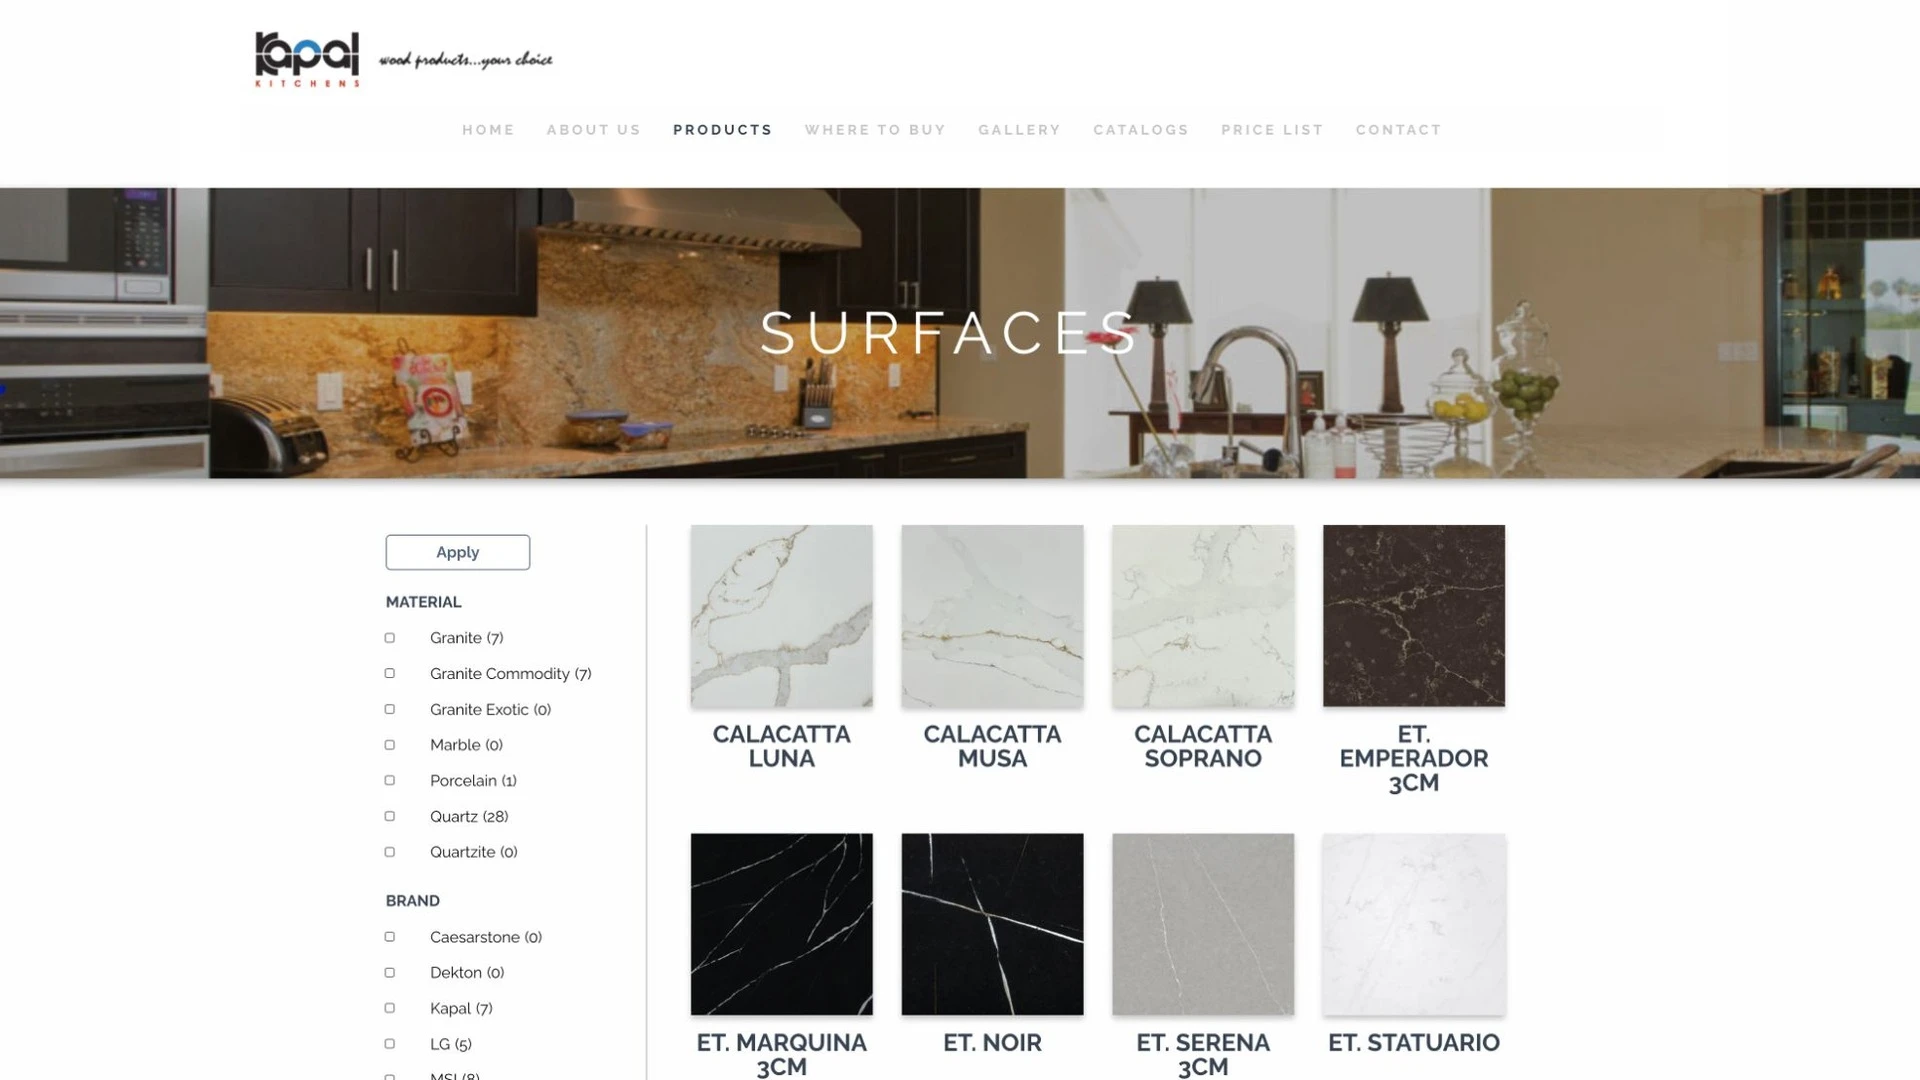 kapal
KITCHENS
wood products...your choice
HOME ABOUT US PRODUCTS WHERE TO BUY GALLERY CATALOGS PRICE LIST CONTACT
SURFACES
Apply
MATERIAL
Granite (7)
Granite Commodity (7)
Granite Exotic (0)
Marble (0)
Porcelain (1)
Quartz (28)
Quartzite (0)
BRAND
Caesarstone (0)
Dekton (0)
Kapal (7)
LG (5)
MSI (8)
CALACATTA
LUNA
CALACATTA
MUSA
CALACATTA
SOPRANO
ET.
EMPERADOR
3CM
ET. MARQUINA
3CM
ET. NOIR
ET. SERENA
3CM
ET. STATUARIO